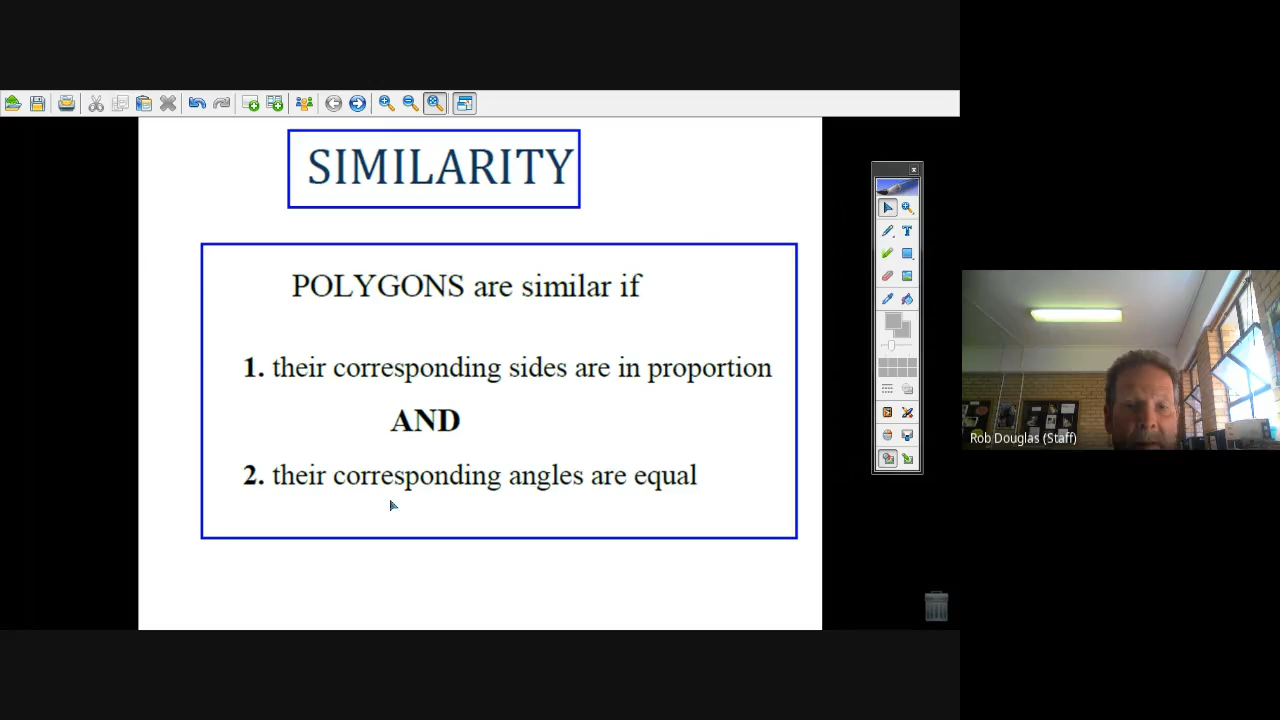 SIMILARITY
POLYGONS are similar if
1. their corresponding sides are in proportion
AND
2. their corresponding angles are equal
Rob Douglas (Staff)